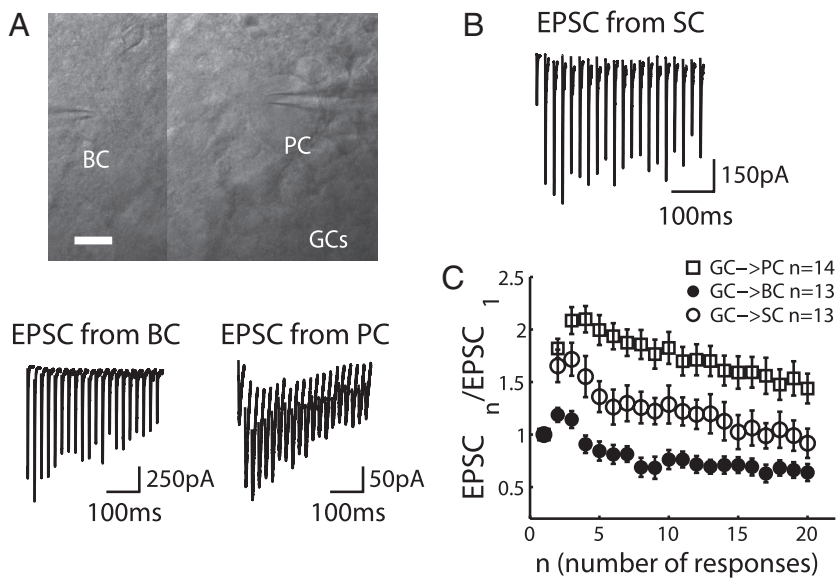 A
BC
PC
GCs
EPSC from BC
250pA
100ms
EPSC from PC
50pA
100ms
B
EPSC from SC
150pA
100ms
C
GC−>PC n=14
GC−>BC n=13
GC−>SC n=13
EPSC n/EPSC 1
2.5
2
1.5
1
0.5
0
5
10
15
20
n (number of responses)